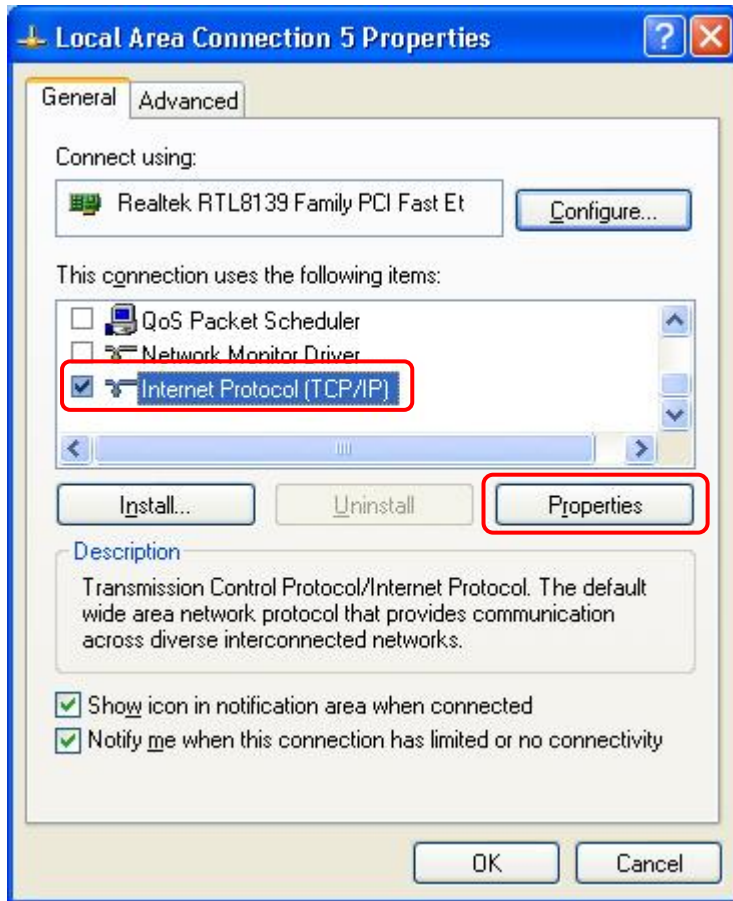 Local Area Connection 5 Properties
General
Advanced
Connect using:
Realtek RTL8139 Family PCI Fast Et
Configure...
This connection uses the following items:
QoS Packet Scheduler
Network Monitor Driver
Internet Protocol (TCP/IP)
Install...
Uninstall
Properties
Description
Transmission Control Protocol/Internet Protocol. The default
wide area network protocol that provides communication
across diverse interconnected networks.
Show icon in notification area when connected
Notify me when this connection has limited or no connectivity
OK
Cancel